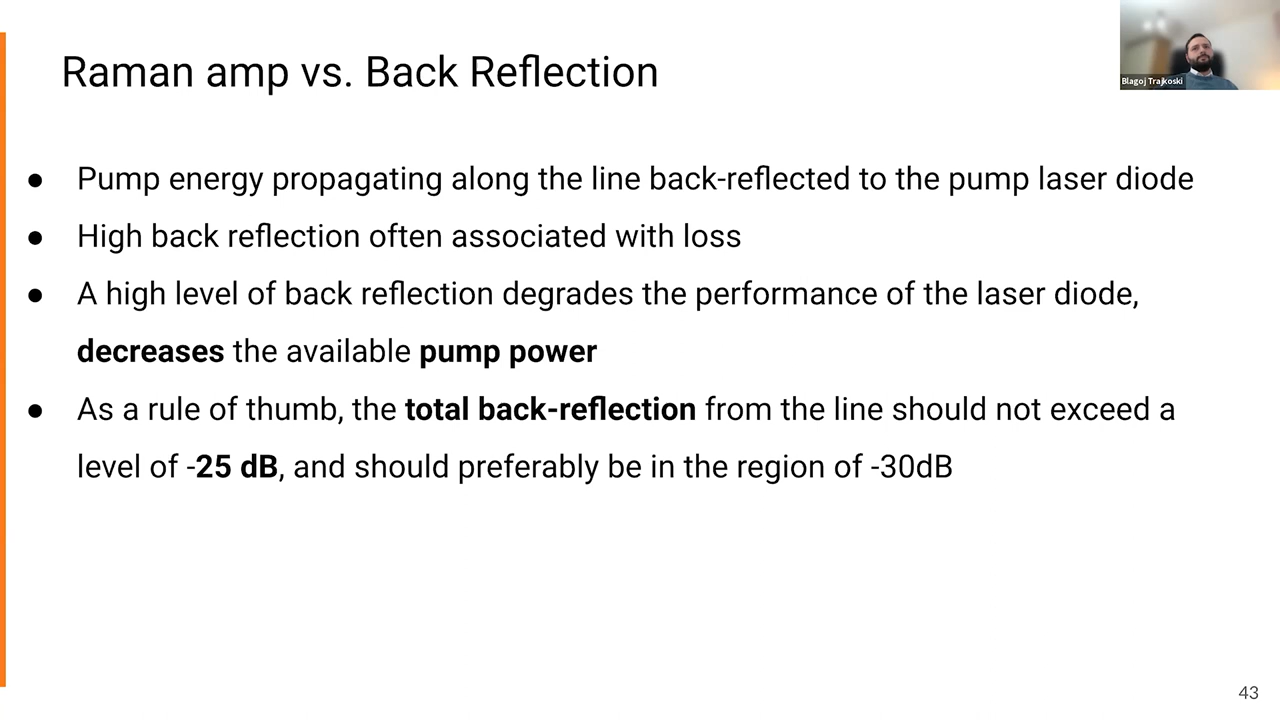 Raman amp vs. Back Reflection
Blagoj Trajkoski
● Pump energy propagating along the line back-reflected to the pump laser diode
● High back reflection often associated with loss
● A high level of back reflection degrades the performance of the laser diode,
decreases the available pump power
● As a rule of thumb, the total back-reflection from the line should not exceed a
level of -25 dB, and should preferably be in the region of -30dB
43